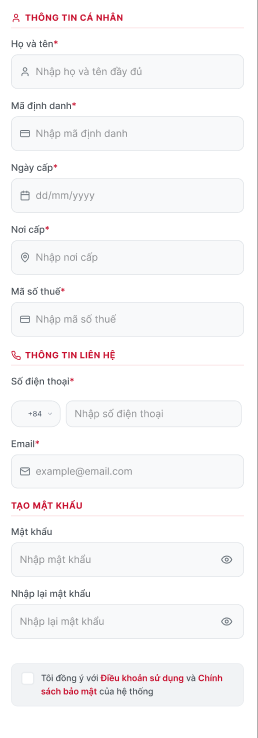 THÔNG TIN CÁ NHÂN
Họ và tên*
Nhập họ và tên đầy đủ
Mã định danh*
Nhập mã định danh
Ngày cấp*
dd/mm/yyyy
Nơi cấp*
Nhập nơi cấp
Mã số thuế*
Nhập mã số thuế
THÔNG TIN LIÊN HỆ
Số điện thoại*
+84 Nhập số điện thoại
Email*
example@email.com
TẠO MẬT KHẨU
Mật khẩu
Nhập mật khẩu
Nhập lại mật khẩu
Nhập lại mật khẩu
Tôi đồng ý với Điều khoản sử dụng và Chính
sách bảo mật của hệ thống